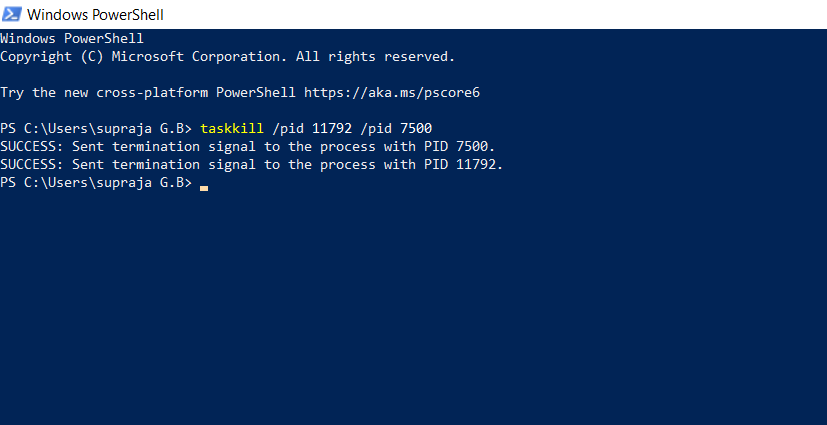 Windows PowerShell
Windows PowerShell
Copyright (C) Microsoft Corporation. All rights reserved.
Try the new cross-platform PowerShell https://aka.ms/pscore6
PS C:\Users\supraja G.B> taskkill /pid 11792 /pid 7500
SUCCESS: Sent termination signal to the process with PID 7500.
SUCCESS: Sent termination signal to the process with PID 11792.
PS C:\Users\supraja G.B>